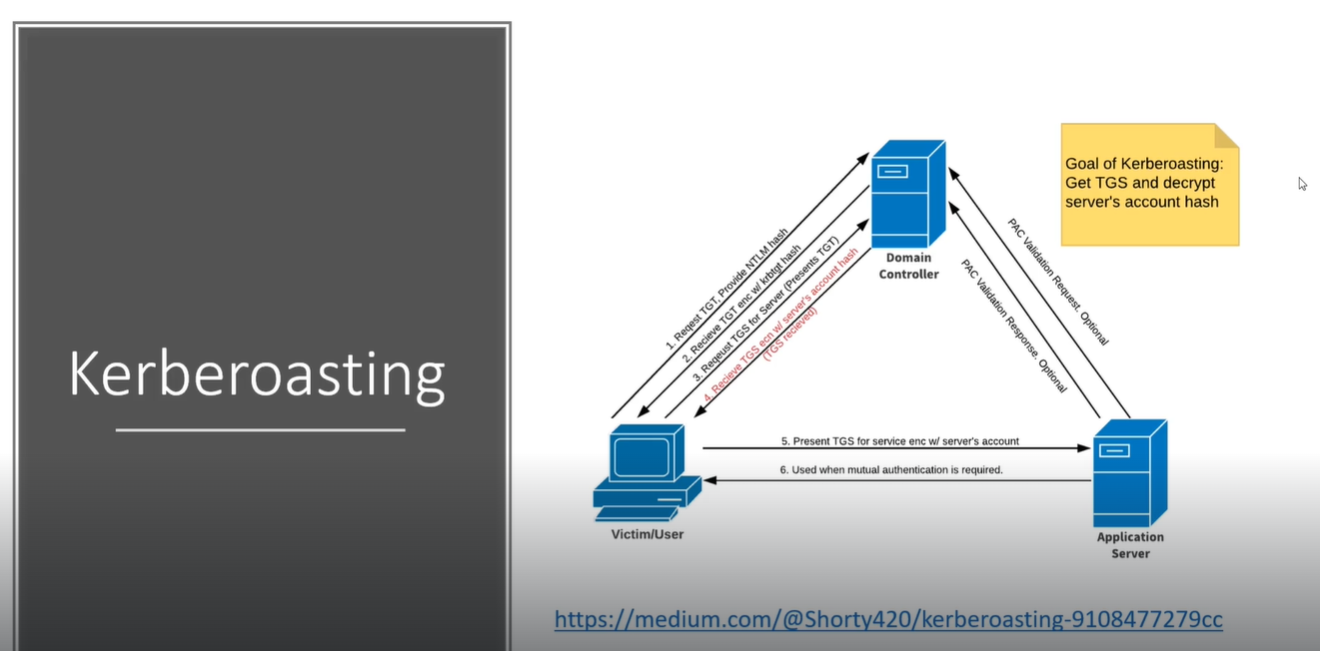 Kerberoasting
Goal of Kerberoasting:
Get TGS and decrypt
server's account hash
Domain
Controller
1. Reqest TGT, Provide NTLM hash
2. Recieve TGT enc w/ krbtgt hash
3. Reqeust TGS for Server (Presents TGT)
4. Recieve TGS ecn w/ server's account hash
(TGS recieved)
PAC Validation Request. Optional
PAC Validation Response. Optional
5. Present TGS for service enc w/ server's account
6. Used when mutual authentication is required.
Victim/User
Application
Server
https://medium.com/@Shorty420/kerberoasting-9108477279cc